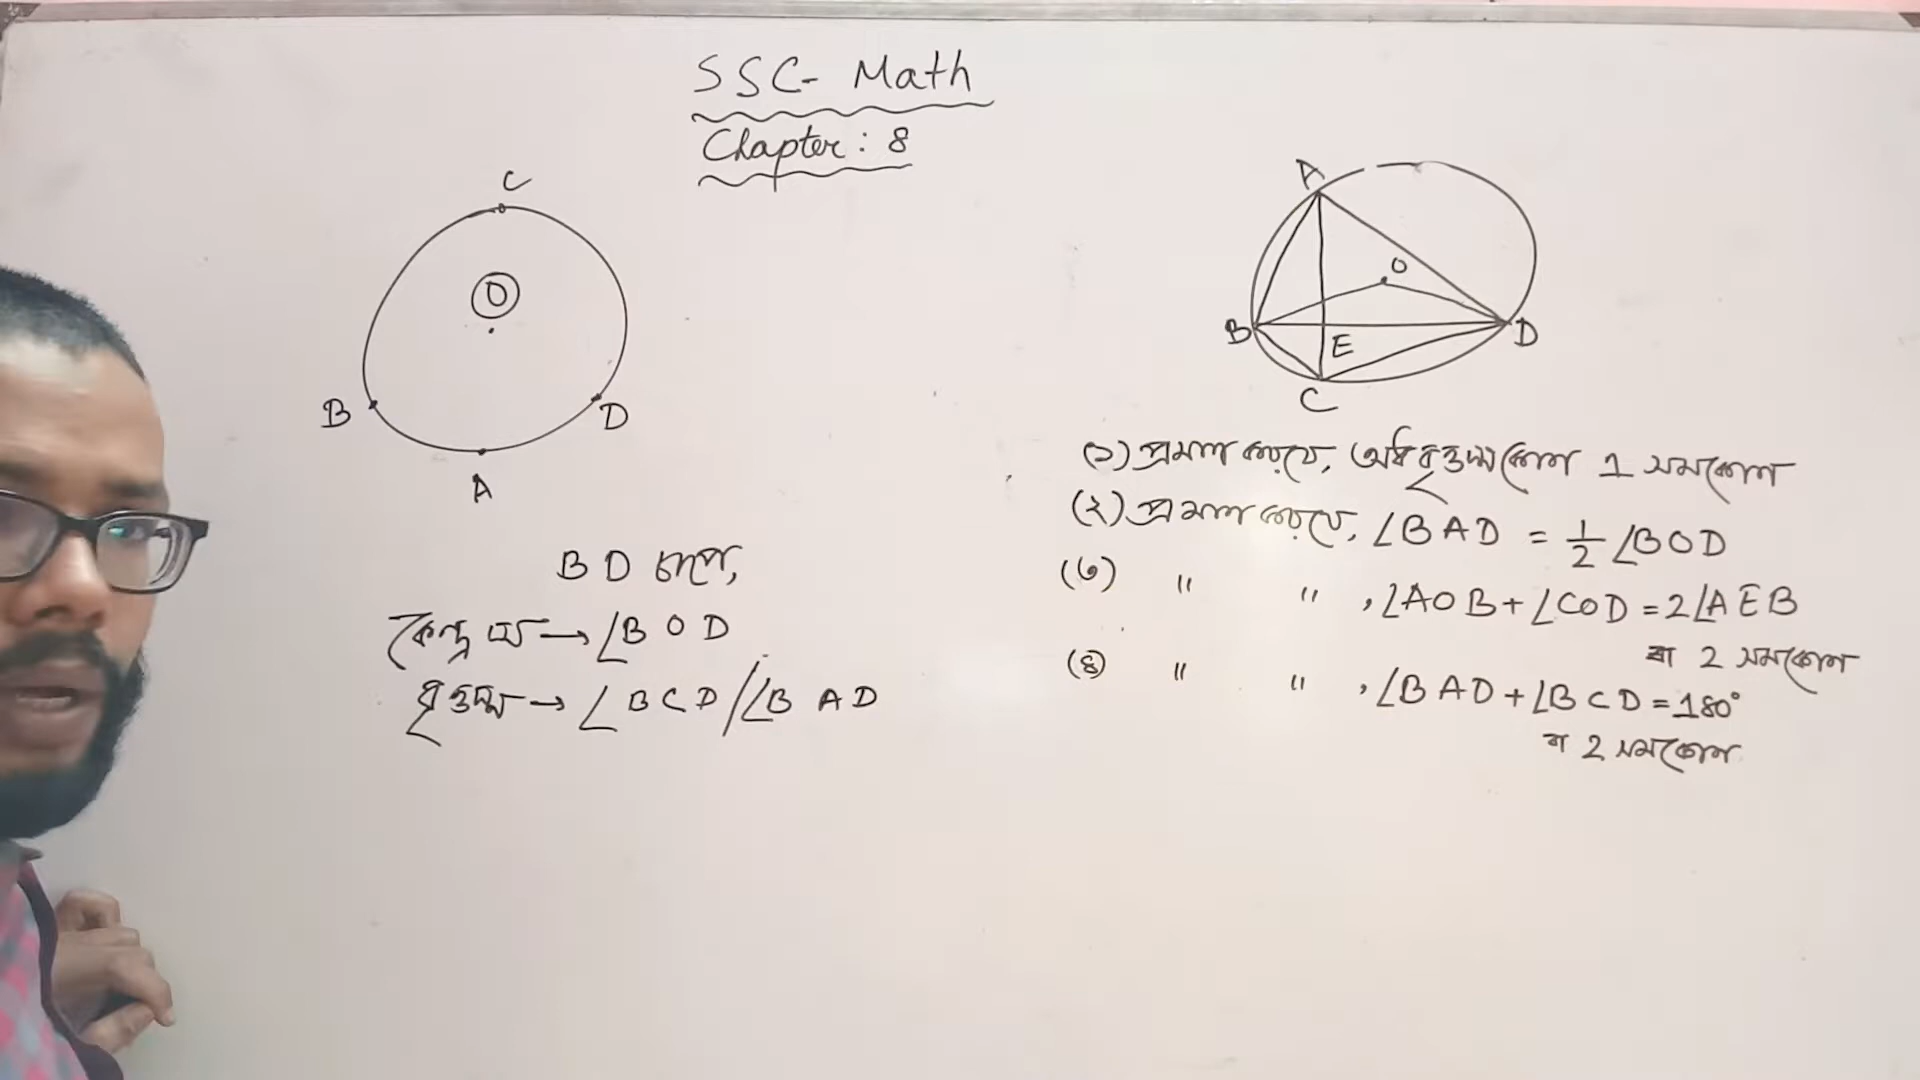 SSC- Math
Chapter: 8
C
O
B
D
A
BD চাপে,
কেন্দ্রস্থ → ∠BOD
বৃত্তস্থ → ∠BCD/∠BAD
A
O
B
E
D
C
(১) প্রমাণ কর যে, অর্ধবৃত্তস্থ কোণ 1 সমকোণ
(২) প্রমাণ কর যে, ∠BAD = 1/2 ∠BOD
(৩) " " , ∠AOB + ∠COD = 2∠AEB
বা 2 সমকোণ
(৪) " " , ∠BAD + ∠BCD = 180°
বা 2 সমকোণ